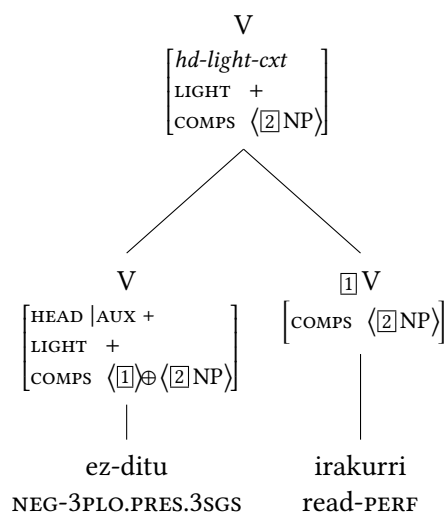 V
hd-light-cxt
LIGHT +
COMPS ⟨[2]NP⟩
V
HEAD |AUX +
LIGHT +
COMPS ⟨[1]⟩⊕⟨[2]NP⟩
[1]V
COMPS ⟨[2]NP⟩
ez-ditu
NEG-3PLO.PRES.3SGS
irakurri
read-PERF